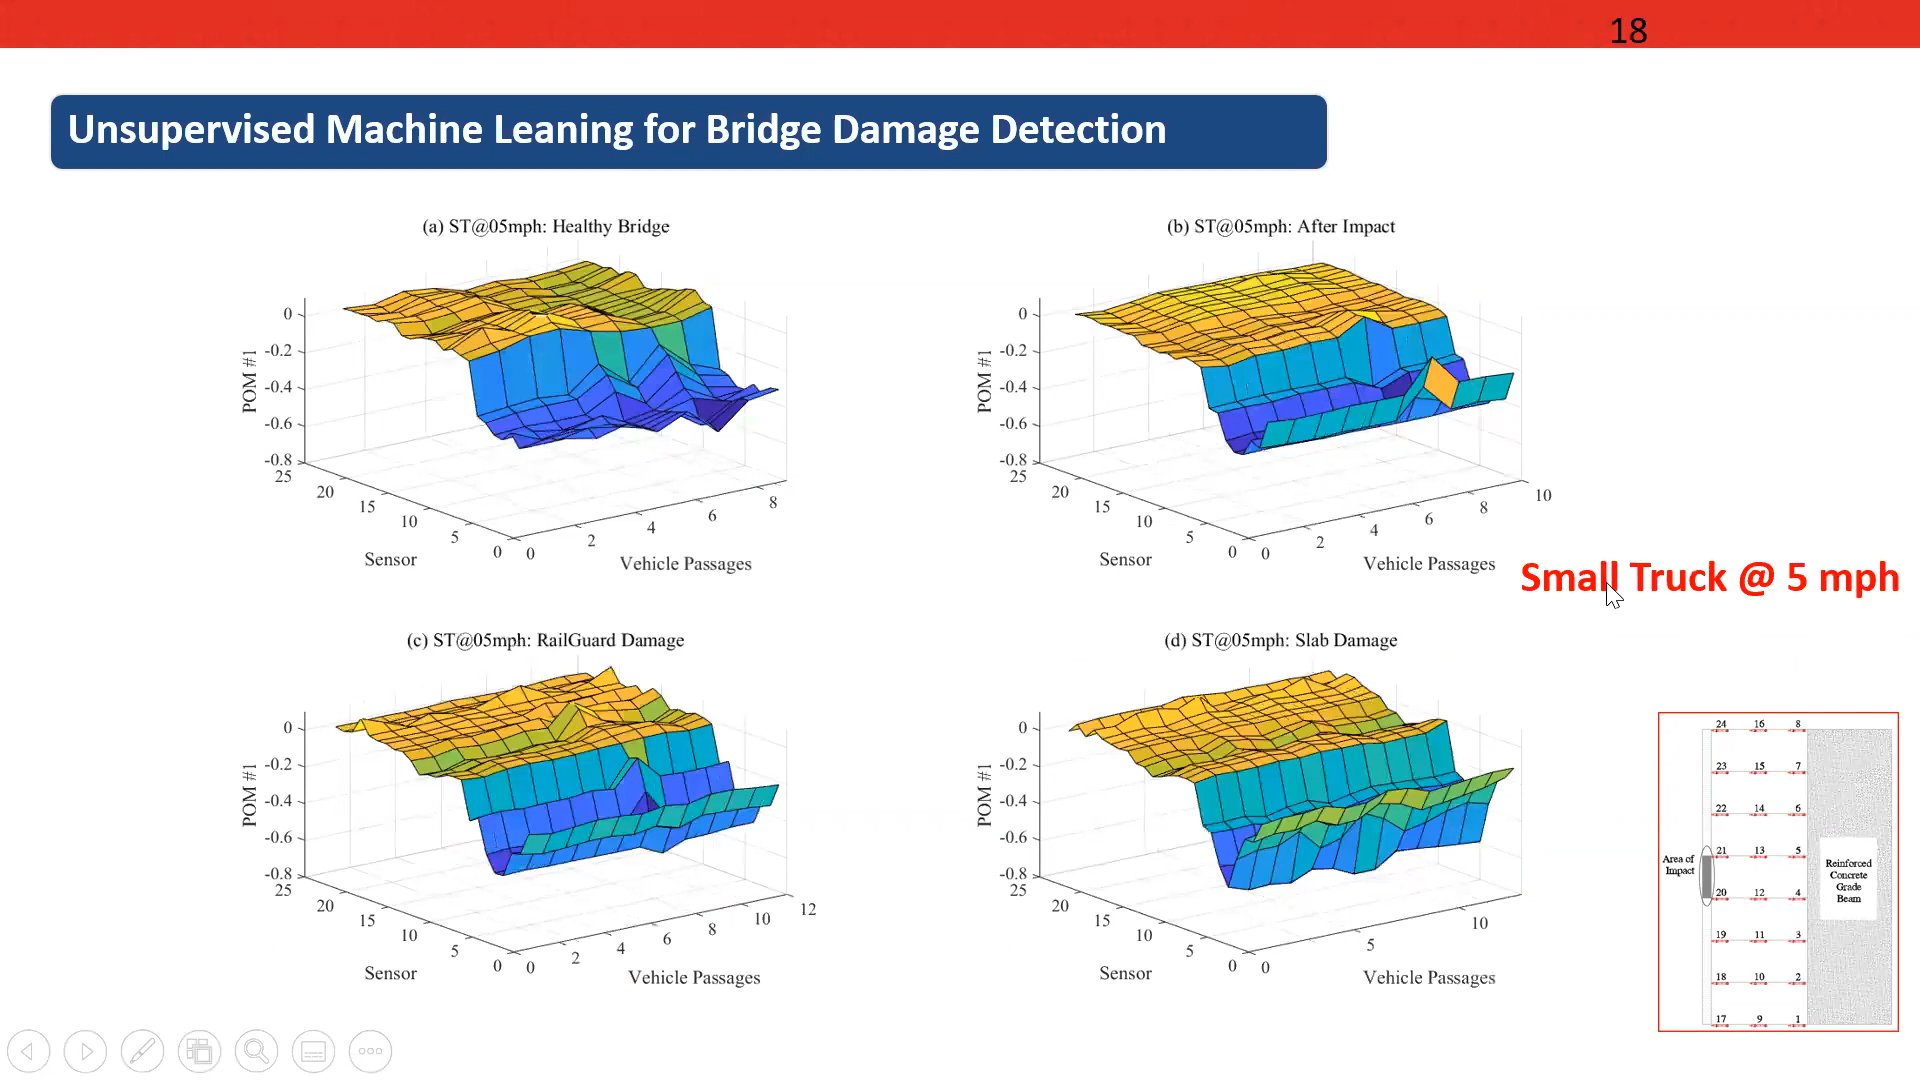 18
Unsupervised Machine Leaning for Bridge Damage Detection
(a) ST@05mph: Healthy Bridge
0
-0.2
-0.4
-0.6
-0.8
POM #1
25
20
15
10
5
0
Sensor
0
2
4
6
8
Vehicle Passages
(b) ST@05mph: After Impact
0
-0.2
-0.4
-0.6
-0.8
POM #1
25
20
15
10
5
0
Sensor
0
2
4
6
8
10
Vehicle Passages
Small Truck @ 5 mph
(c) ST@05mph: RailGuard Damage
0
-0.2
-0.4
-0.6
-0.8
POM #1
25
20
15
10
5
0
Sensor
0
2
4
6
8
10
12
Vehicle Passages
(d) ST@05mph: Slab Damage
0
-0.2
-0.4
-0.6
-0.8
POM #1
25
20
15
10
5
0
Sensor
0
5
10
Vehicle Passages
24 16 8
23 15 7
22 14 6
21 13 5
20 12 4
19 11 3
18 10 2
17 9 1
Area of
Impact
Reinforced
Concrete
Grade
Beam